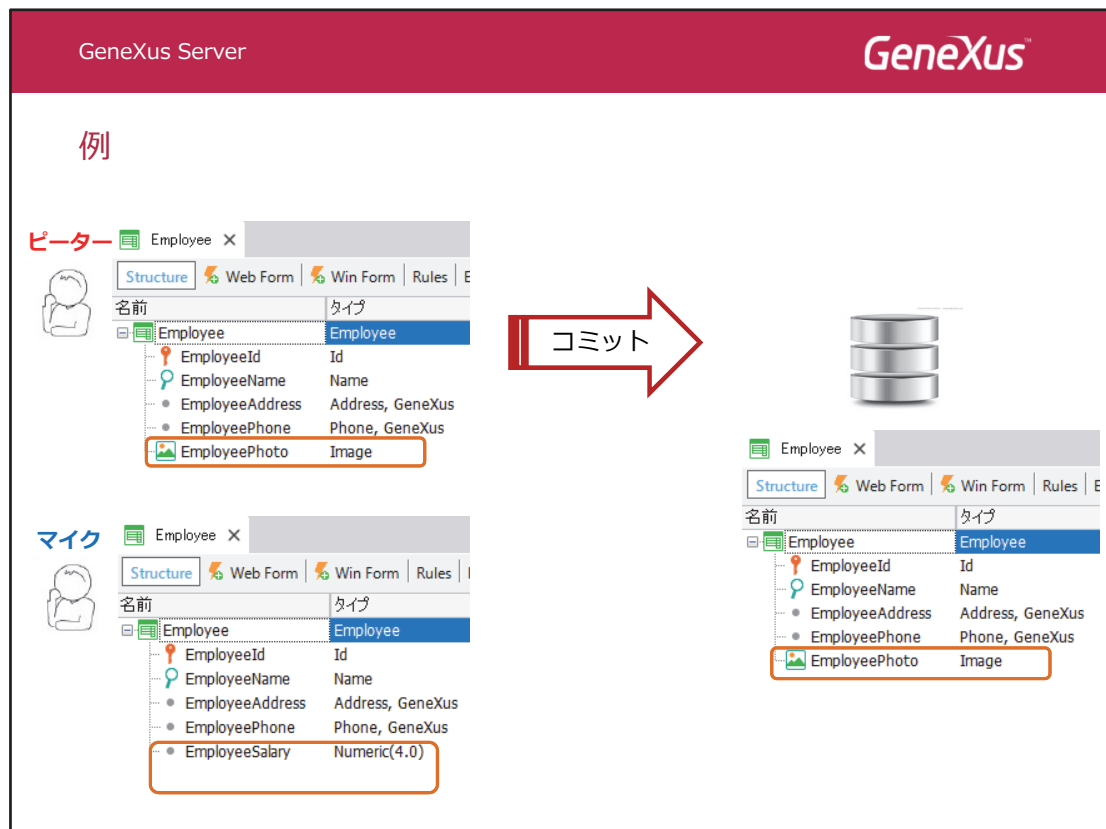 GeneXus Server
GeneXus™
例
ピーター
Employee ×
Structure Web Form Win Form Rules E
名前 タイプ
Employee Employee
EmployeeId Id
EmployeeName Name
EmployeeAddress Address, GeneXus
EmployeePhone Phone, GeneXus
EmployeePhoto Image
コミット
マイク
Employee ×
Structure Web Form Win Form Rules
名前 タイプ
Employee Employee
EmployeeId Id
EmployeeName Name
EmployeeAddress Address, GeneXus
EmployeePhone Phone, GeneXus
EmployeeSalary Numeric(4.0)
Employee ×
Structure Web Form Win Form Rules E
名前 タイプ
Employee Employee
EmployeeId Id
EmployeeName Name
EmployeeAddress Address, GeneXus
EmployeePhone Phone, GeneXus
EmployeePhoto Image